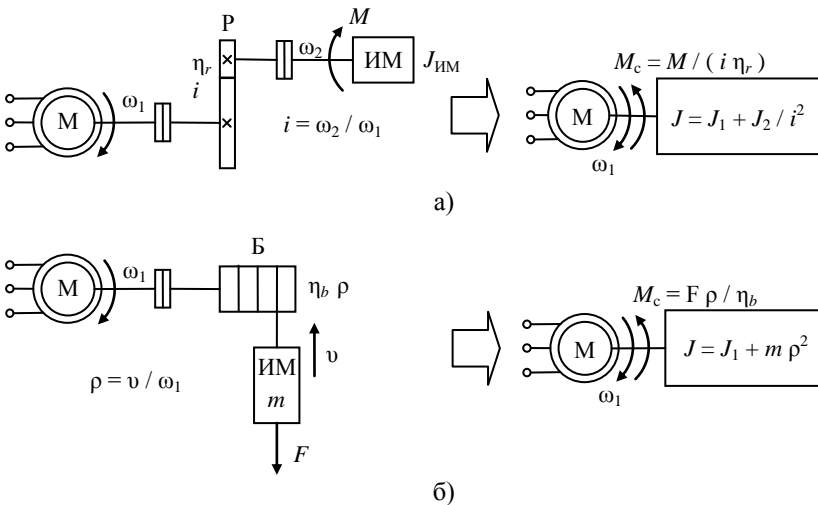 Р
M
ηr
ω2
ИМ
JИМ
i
ω1
М
i = ω2 / ω1
Mc = M / ( i ηr )
М
J = J1 + J2 / i²
ω1
а)
Б
ω1
М
ηb ρ
ИМ
m
υ
ρ = υ / ω1
F
Mc = F ρ / ηb
М
J = J1 + m ρ²
ω1
б)